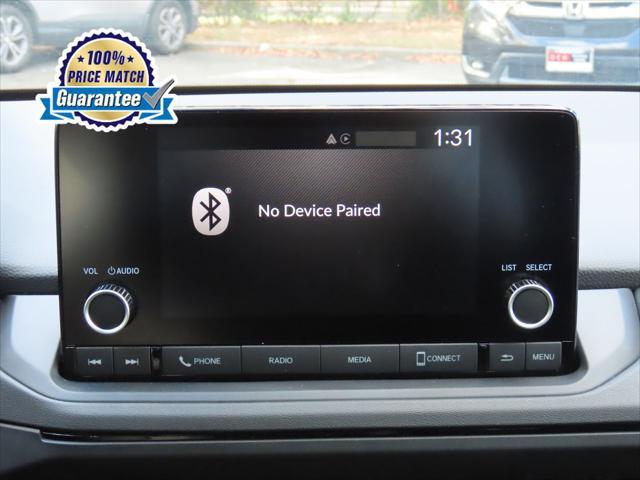 100%
PRICE MATCH
Guarantee
1:31
No Device Paired
VOL AUDIO
LIST SELECT
PHONE
RADIO
MEDIA
CONNECT
MENU